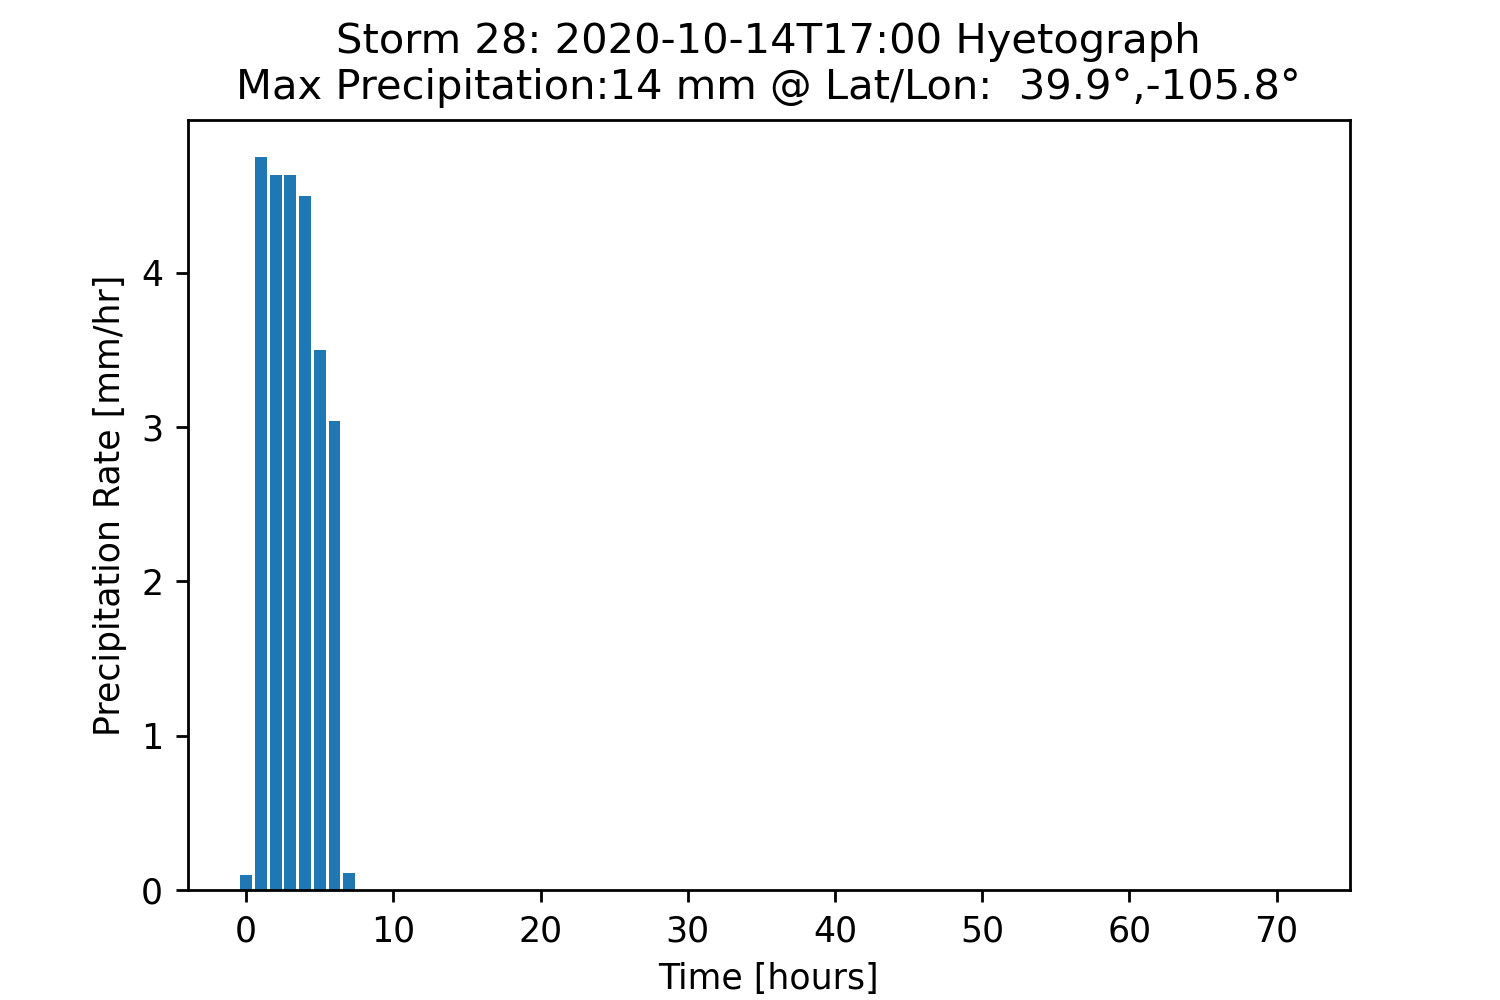 Storm 28: 2020-10-14T17:00 Hyetograph
Max Precipitation:14 mm @ Lat/Lon:  39.9°,-105.8°
Precipitation Rate [mm/hr]
4
3
2
1
0
0 10 20 30 40 50 60 70
Time [hours]